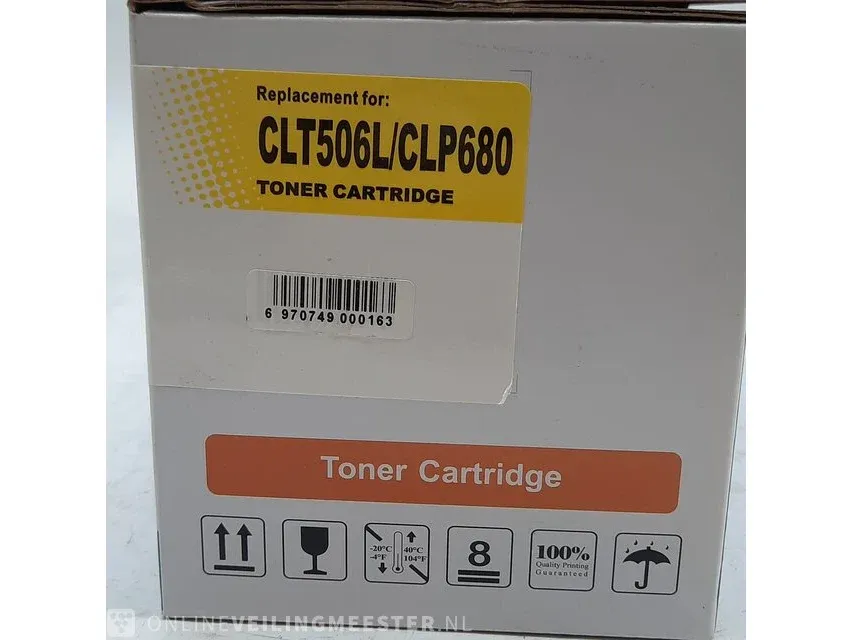 Replacement for:
CLT506L/CLP680
TONER CARTRIDGE
6 970749 000163
Toner Cartridge
-20°C
-4°F
40°C
104°F
8
100%
Quality Printing
Guaranteed
ONLINEVEILINGMEESTER.NL